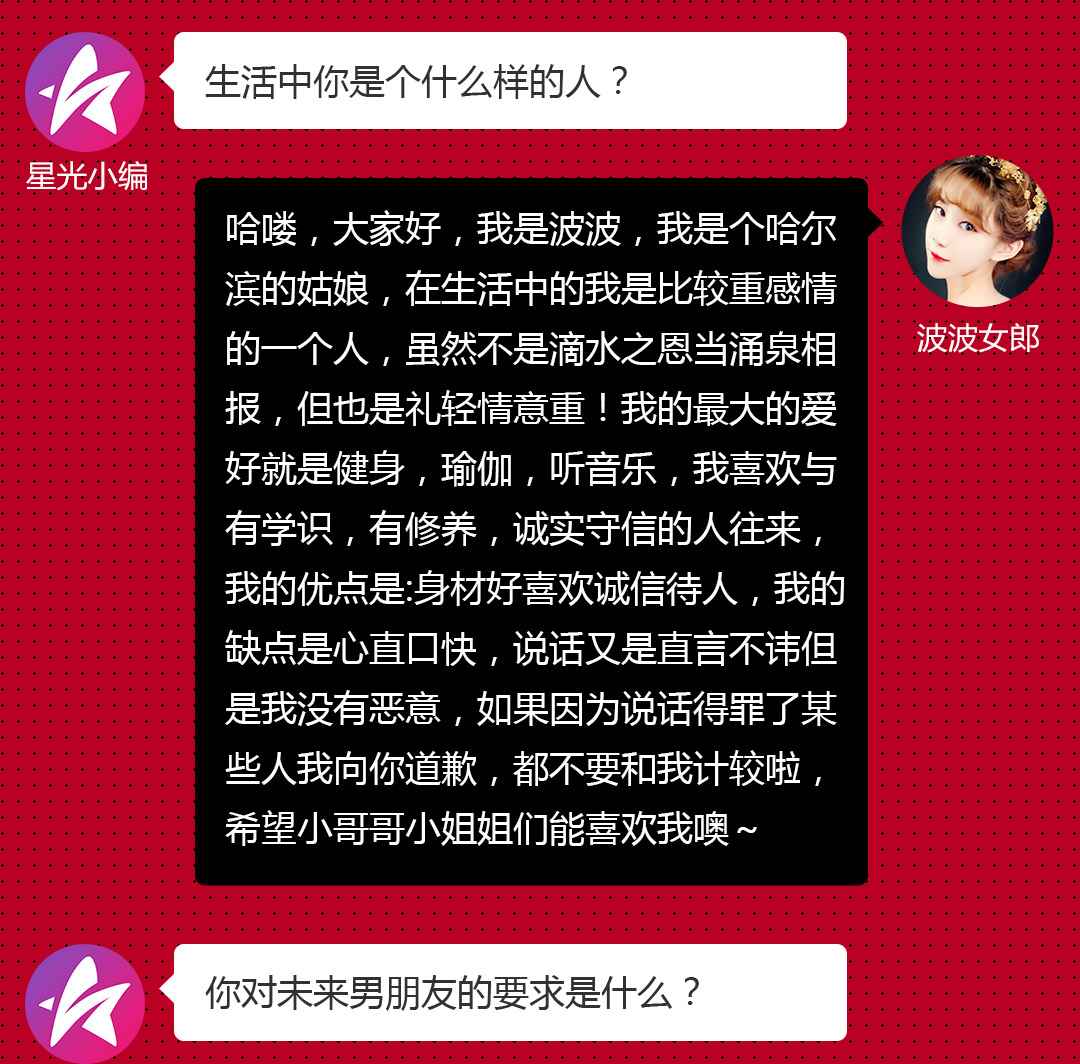 生活中你是个什么样的人？
星光小编
哈喽，大家好，我是波波，我是个哈尔
滨的姑娘，在生活中的我是比较重感情
的一个人，虽然不是滴水之恩当涌泉相
报，但也是礼轻情意重！我的最大的爱
好就是健身，瑜伽，听音乐，我喜欢与
有学识，有修养，诚实守信的人往来，
我的优点是:身材好喜欢诚信待人，我的
缺点是心直口快，说话又是直言不讳但
是我没有恶意，如果因为说话得罪了某
些人我向你道歉，都不要和我计较啦，
希望小哥哥小姐姐们能喜欢我噢～
波波女郎
你对未来男朋友的要求是什么？